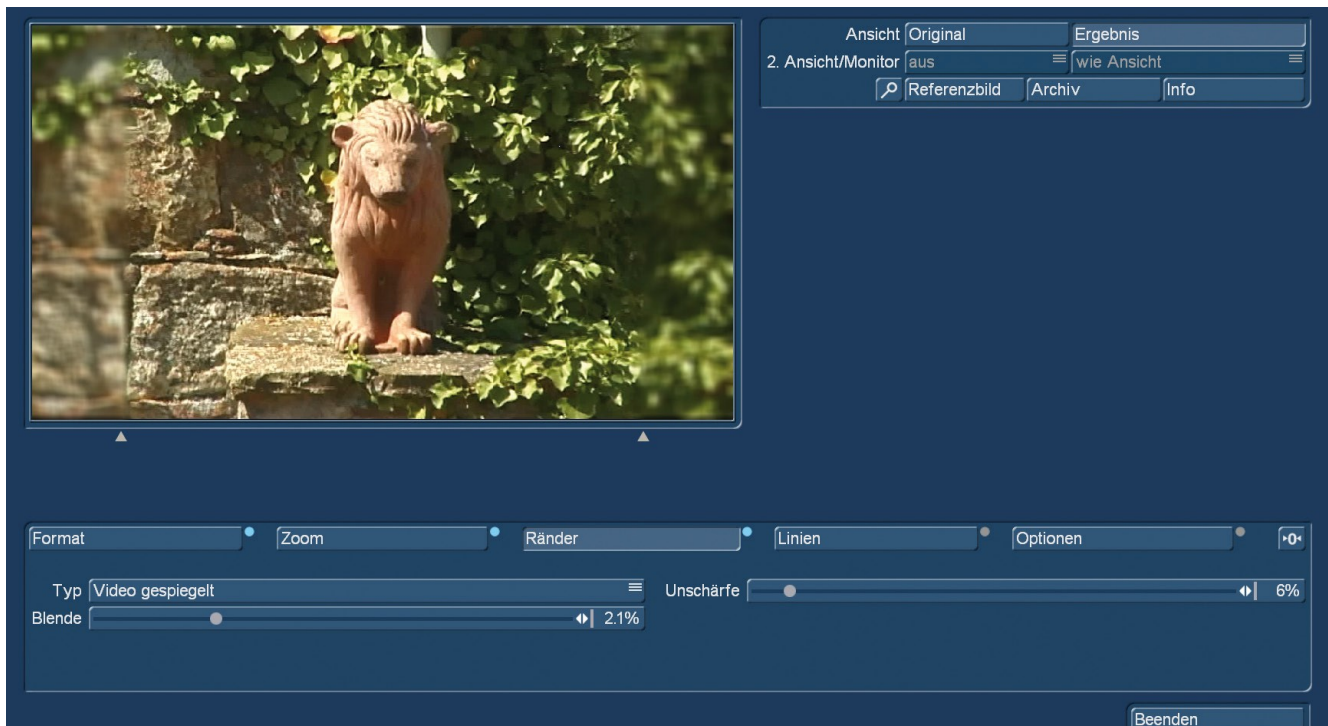 Ansicht Original Ergebnis
2. Ansicht/Monitor aus wie Ansicht
Referenzbild Archiv Info
Format Zoom Ränder Linien Optionen 0
Typ Video gespiegelt Unschärfe 6%
Blende 2.1%
Beenden